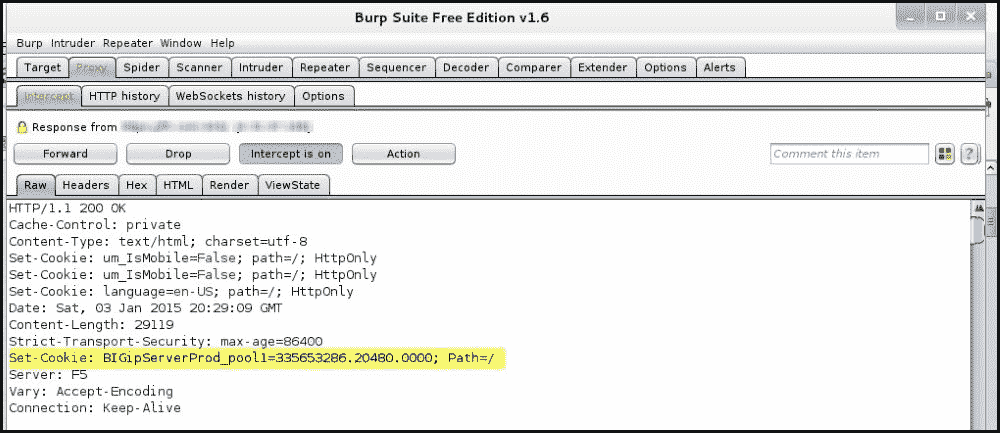 Burp Suite Free Edition v1.6
Burp Intruder Repeater Window Help
Target Proxy Spider Scanner Intruder Repeater Sequencer Decoder Comparer Extender Options Alerts
Intercept HTTP history WebSockets history Options
Response from
Forward Drop Intercept is on Action Comment this item ?
Raw Headers Hex HTML Render ViewState
HTTP/1.1 200 OK
Cache-Control: private
Content-Type: text/html; charset=utf-8
Set-Cookie: um_IsMobile=False; path=/; HttpOnly
Set-Cookie: um_IsMobile=False; path=/; HttpOnly
Set-Cookie: language=en-US; path=/; HttpOnly
Date: Sat, 03 Jan 2015 20:29:09 GMT
Content-Length: 29119
Strict-Transport-Security: max-age=86400
Set-Cookie: BIGipServerProd_pool1=335653286.20480.0000; Path=/
Server: F5
Vary: Accept-Encoding
Connection: Keep-Alive